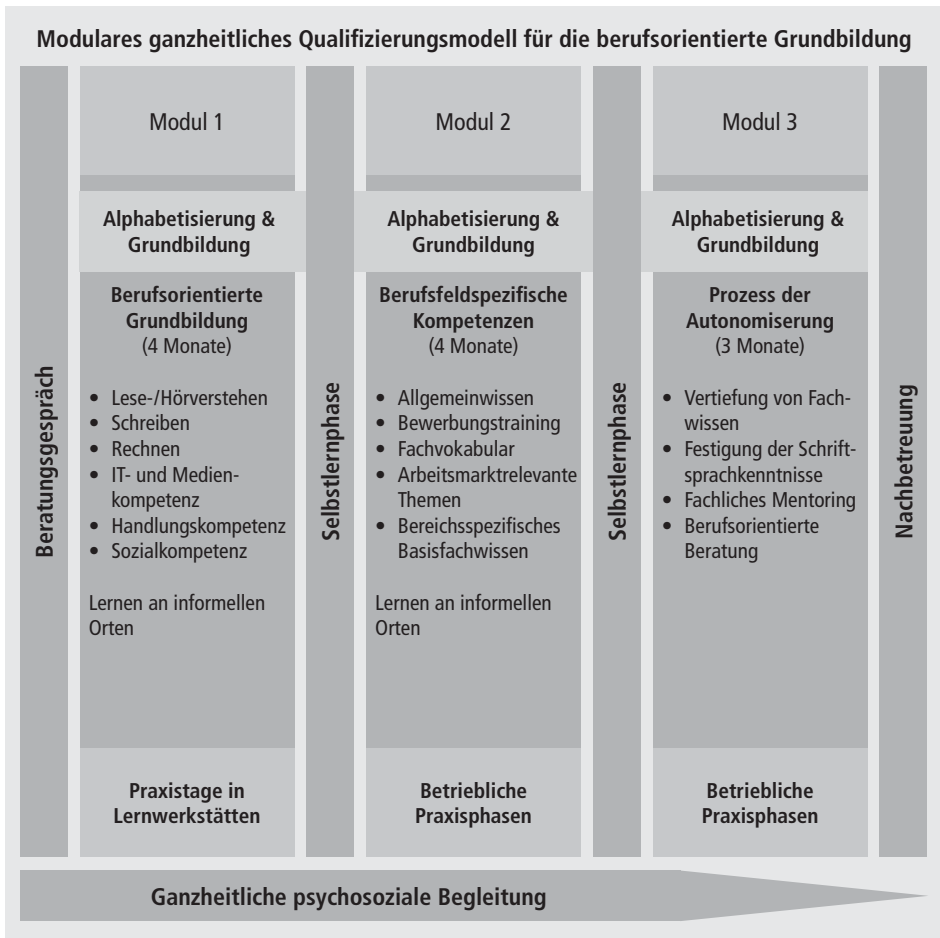 Modulares ganzheitliches Qualifizierungsmodell für die berufsorientierte Grundbildung
Beratungsgespräch
Modul 1
Alphabetisierung &
Grundbildung
Berufsorientierte
Grundbildung
(4 Monate)
• Lese-/Hörverstehen
• Schreiben
• Rechnen
• IT- und Medien-
kompetenz
• Handlungskompetenz
• Sozialkompetenz
Lernen an informellen
Orten
Praxistage in
Lernwerkstätten
Selbstlernphase
Modul 2
Alphabetisierung &
Grundbildung
Berufsfeldspezifische
Kompetenzen
(4 Monate)
• Allgemeinwissen
• Bewerbungstraining
• Fachvokabular
• Arbeitsmarktrelevante
Themen
• Bereichsspezifisches
Basisfachwissen
Lernen an informellen
Orten
Betriebliche
Praxisphasen
Selbstlernphase
Modul 3
Alphabetisierung &
Grundbildung
Prozess der
Autonomiserung
(3 Monate)
• Vertiefung von Fach-
wissen
• Festigung der Schrift-
sprachkenntnisse
• Fachliches Mentoring
• Berufsorientierte
Beratung
Betriebliche
Praxisphasen
Nachbetreuung
Ganzheitliche psychosoziale Begleitung